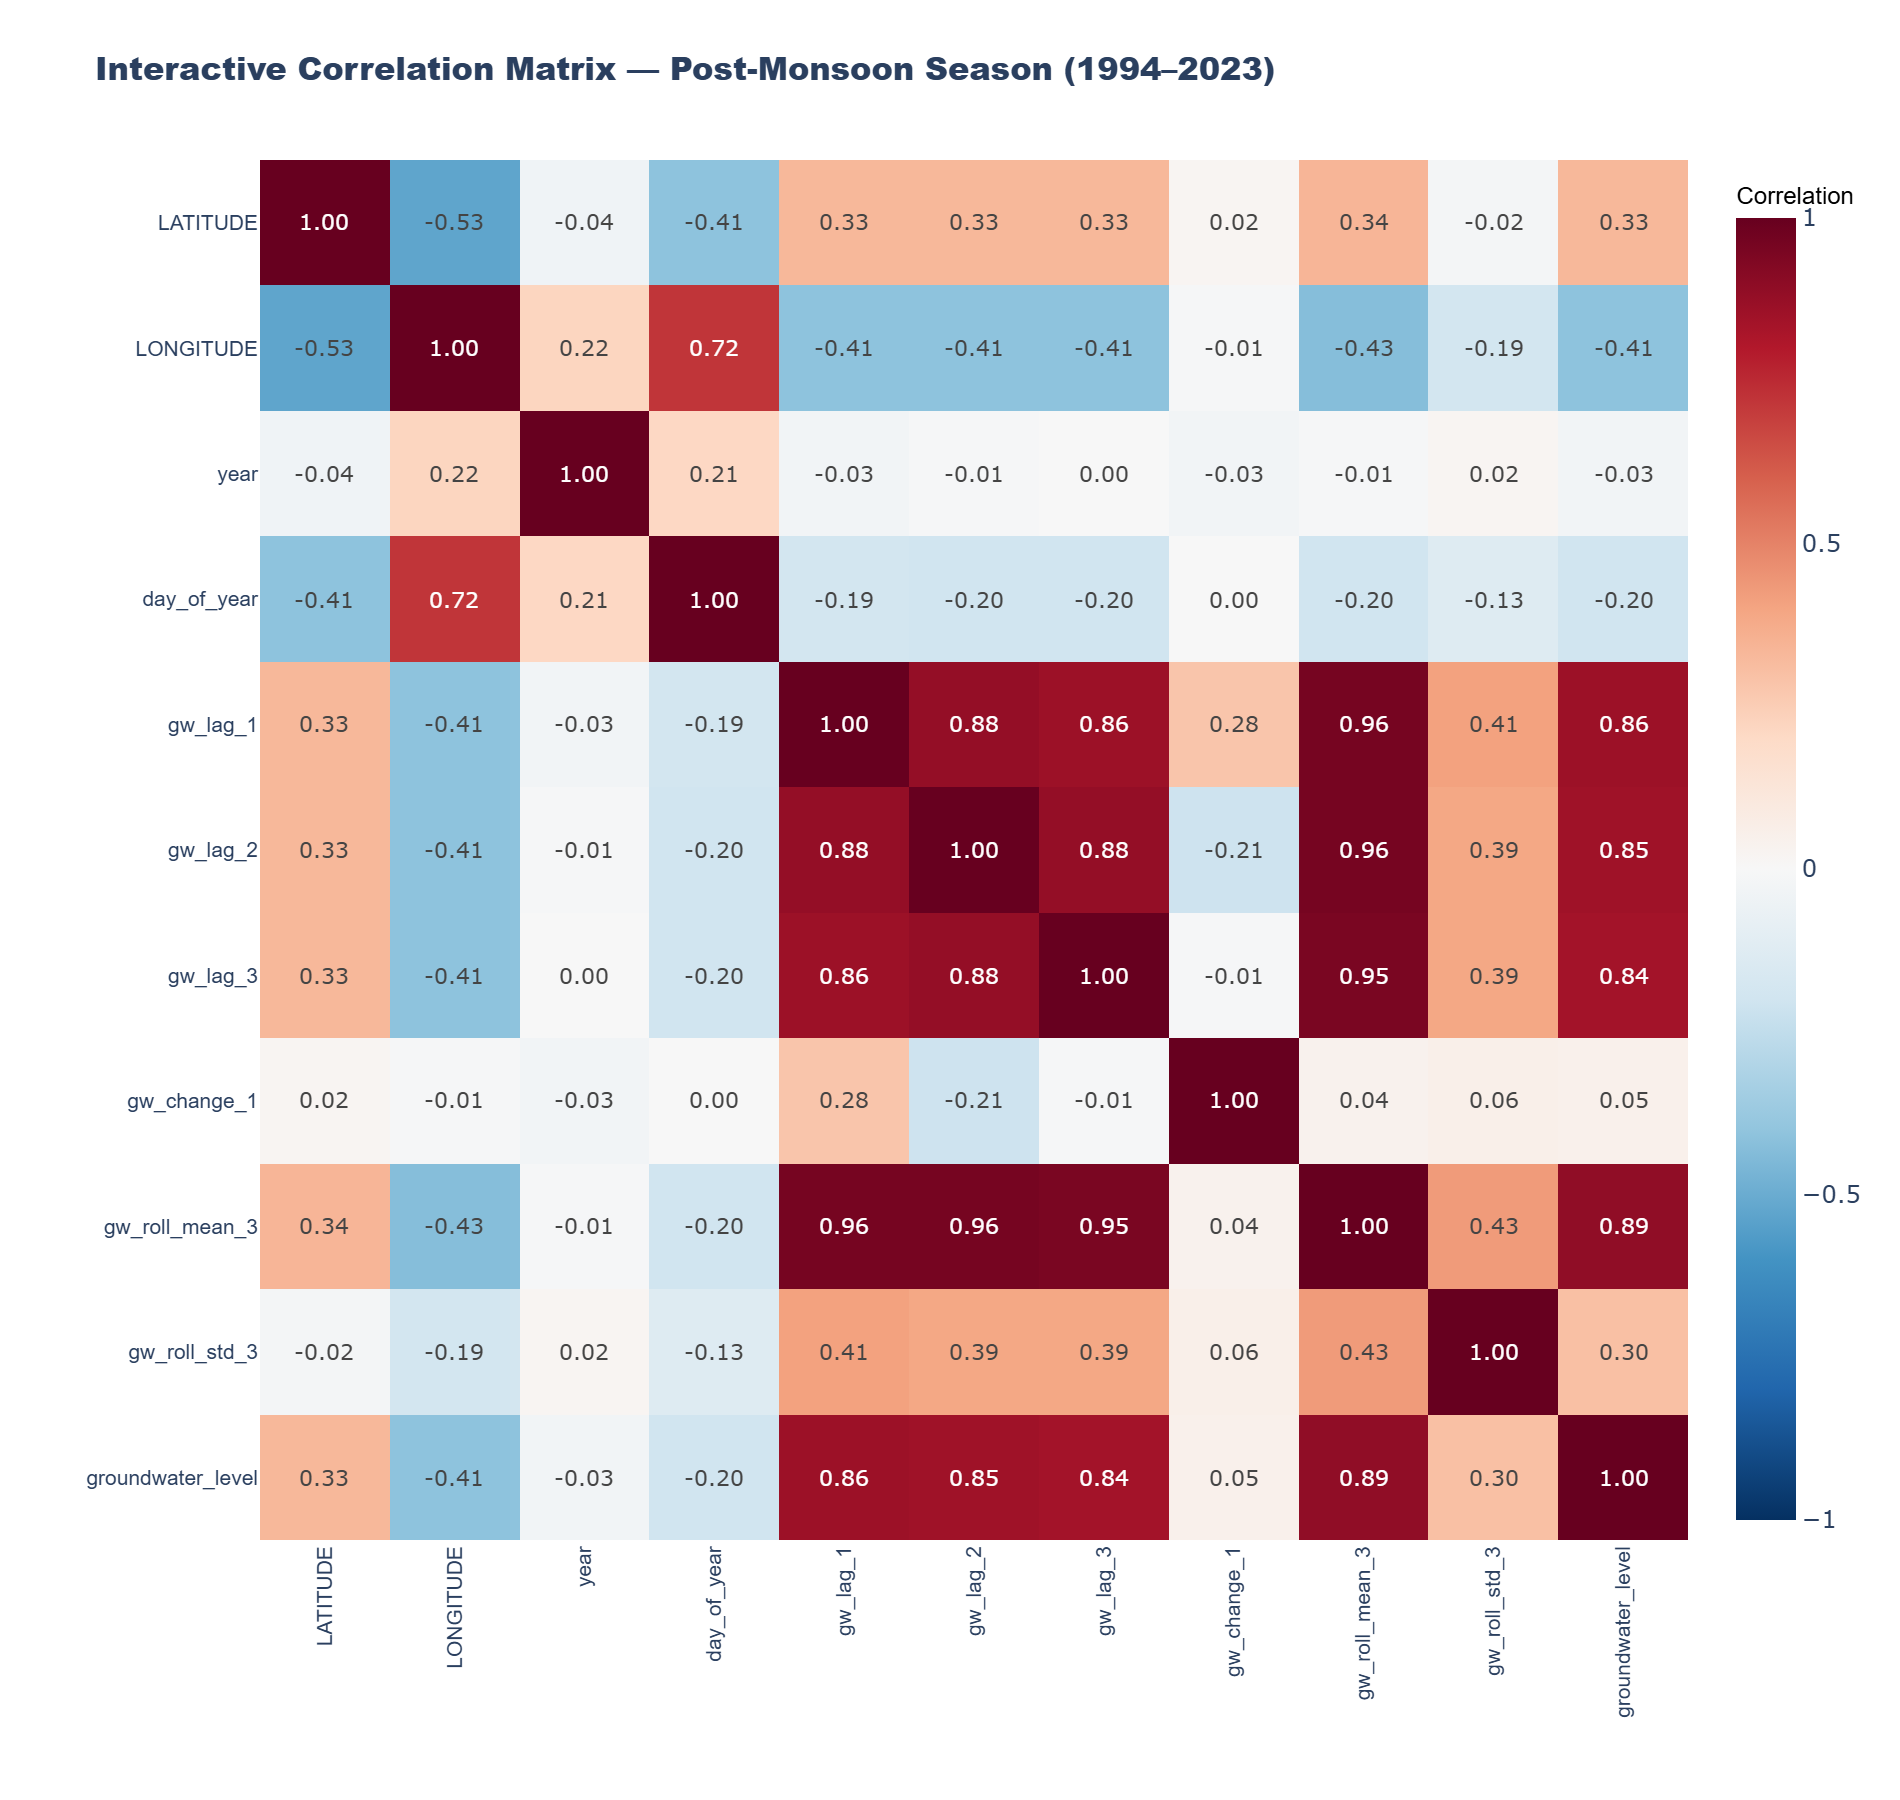 Interactive Correlation Matrix — Post-Monsoon Season (1994–2023)
Correlation
LATITUDE 1.00 -0.53 -0.04 -0.41 0.33 0.33 0.33 0.02 0.34 -0.02 0.33
LONGITUDE -0.53 1.00 0.22 0.72 -0.41 -0.41 -0.41 -0.01 -0.43 -0.19 -0.41
year -0.04 0.22 1.00 0.21 -0.03 -0.01 0.00 -0.03 -0.01 0.02 -0.03
day_of_year -0.41 0.72 0.21 1.00 -0.19 -0.20 -0.20 0.00 -0.20 -0.13 -0.20
gw_lag_1 0.33 -0.41 -0.03 -0.19 1.00 0.88 0.86 0.28 0.96 0.41 0.86
gw_lag_2 0.33 -0.41 -0.01 -0.20 0.88 1.00 0.88 -0.21 0.96 0.39 0.85
gw_lag_3 0.33 -0.41 0.00 -0.20 0.86 0.88 1.00 -0.01 0.95 0.39 0.84
gw_change_1 0.02 -0.01 -0.03 0.00 0.28 -0.21 -0.01 1.00 0.04 0.06 0.05
gw_roll_mean_3 0.34 -0.43 -0.01 -0.20 0.96 0.96 0.95 0.04 1.00 0.43 0.89
gw_roll_std_3 -0.02 -0.19 0.02 -0.13 0.41 0.39 0.39 0.06 0.43 1.00 0.30
groundwater_level 0.33 -0.41 -0.03 -0.20 0.86 0.85 0.84 0.05 0.89 0.30 1.00
LATITUDE
LONGITUDE
year
day_of_year
gw_lag_1
gw_lag_2
gw_lag_3
gw_change_1
gw_roll_mean_3
gw_roll_std_3
groundwater_level
1
0.5
0
−0.5
−1